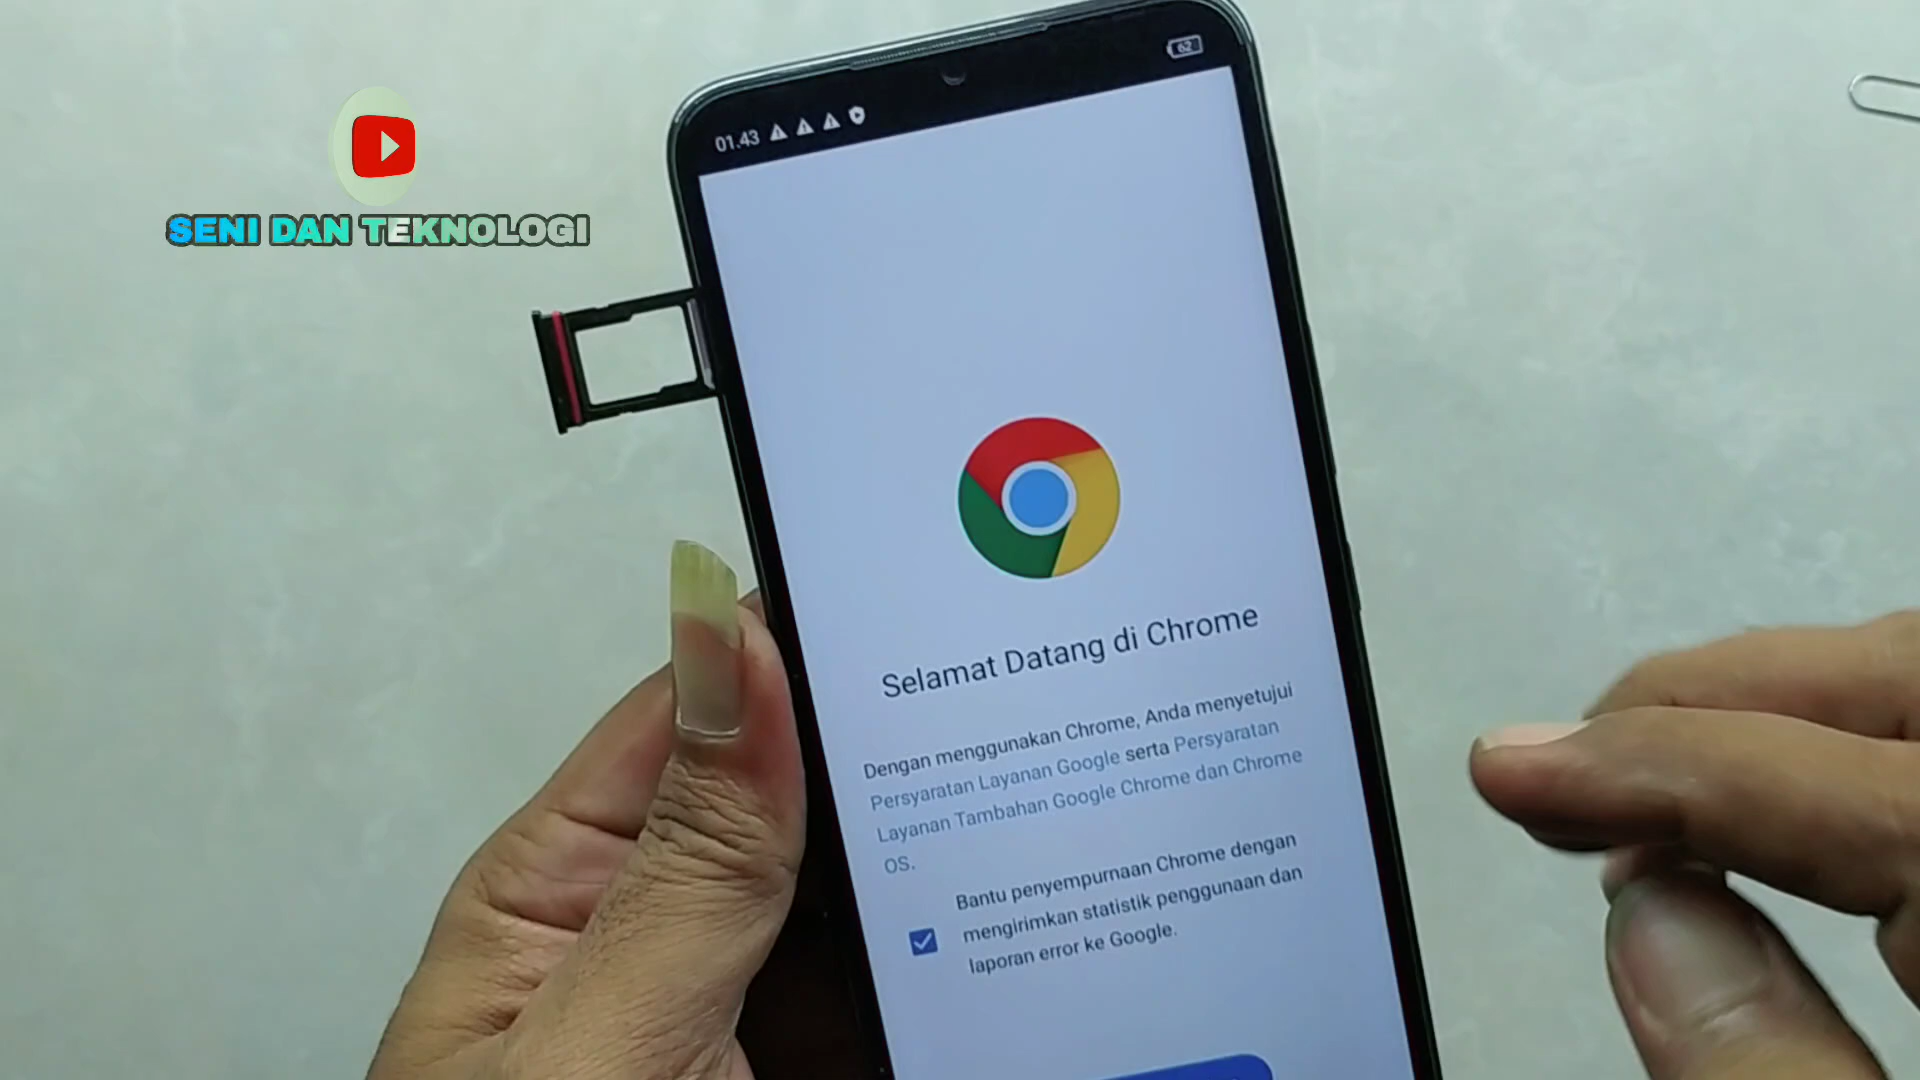 62
01.43
SENI DAN TEKNOLOGI
Selamat Datang di Chrome
Dengan menggunakan Chrome, Anda menyetujui
Persyaratan Layanan Google serta Persyaratan
Layanan Tambahan Google Chrome dan Chrome
OS.
Bantu penyempurnaan Chrome dengan
mengirimkan statistik penggunaan dan
laporan error ke Google.